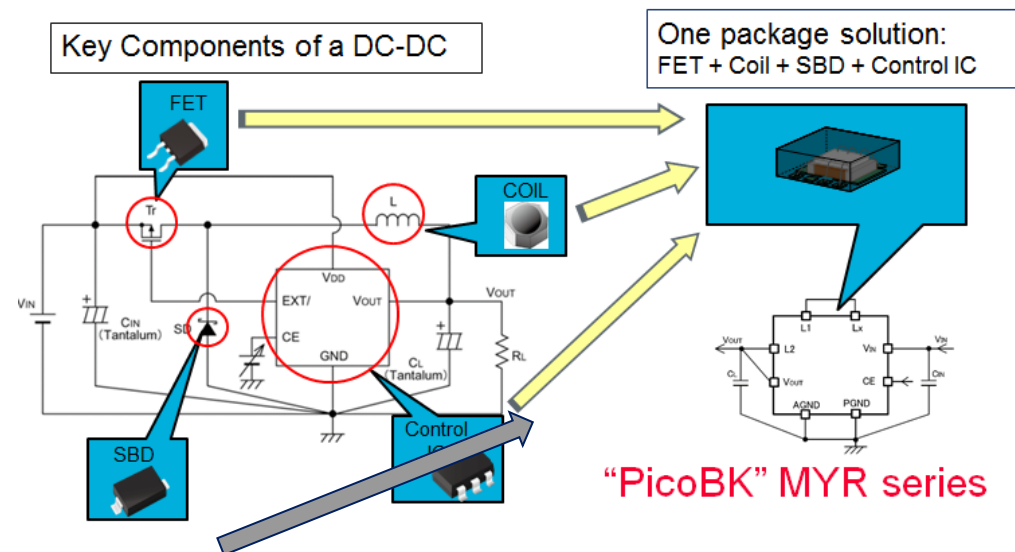 Key Components of a DC-DC
One package solution:
FET + Coil + SBD + Control IC
FET
COIL
Tr
L
VDD
EXT/
VOUT
CE
GND
VIN
+
CIN
(Tantalum)
SD
+
CL
(Tantalum)
VOUT
RL
SBD
Control
L1
Lx
L2
VIN
VOUT
CE
AGND
PGND
VOUT
CL
VIN
CIN
“PicoBK” MYR series